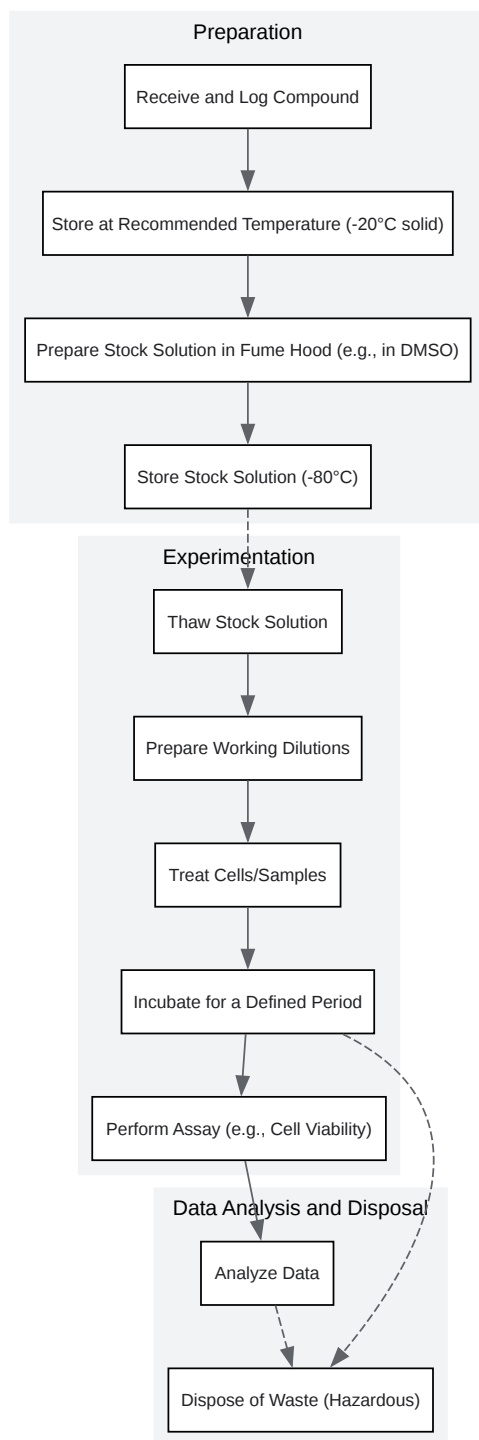 Preparation
Receive and Log Compound
Store at Recommended Temperature (-20°C solid)
Prepare Stock Solution in Fume Hood (e.g., in DMSO)
Store Stock Solution (-80°C)
Experimentation
Thaw Stock Solution
Prepare Working Dilutions
Treat Cells/Samples
Incubate for a Defined Period
Perform Assay (e.g., Cell Viability)
Data Analysis and Disposal
Analyze Data
Dispose of Waste (Hazardous)